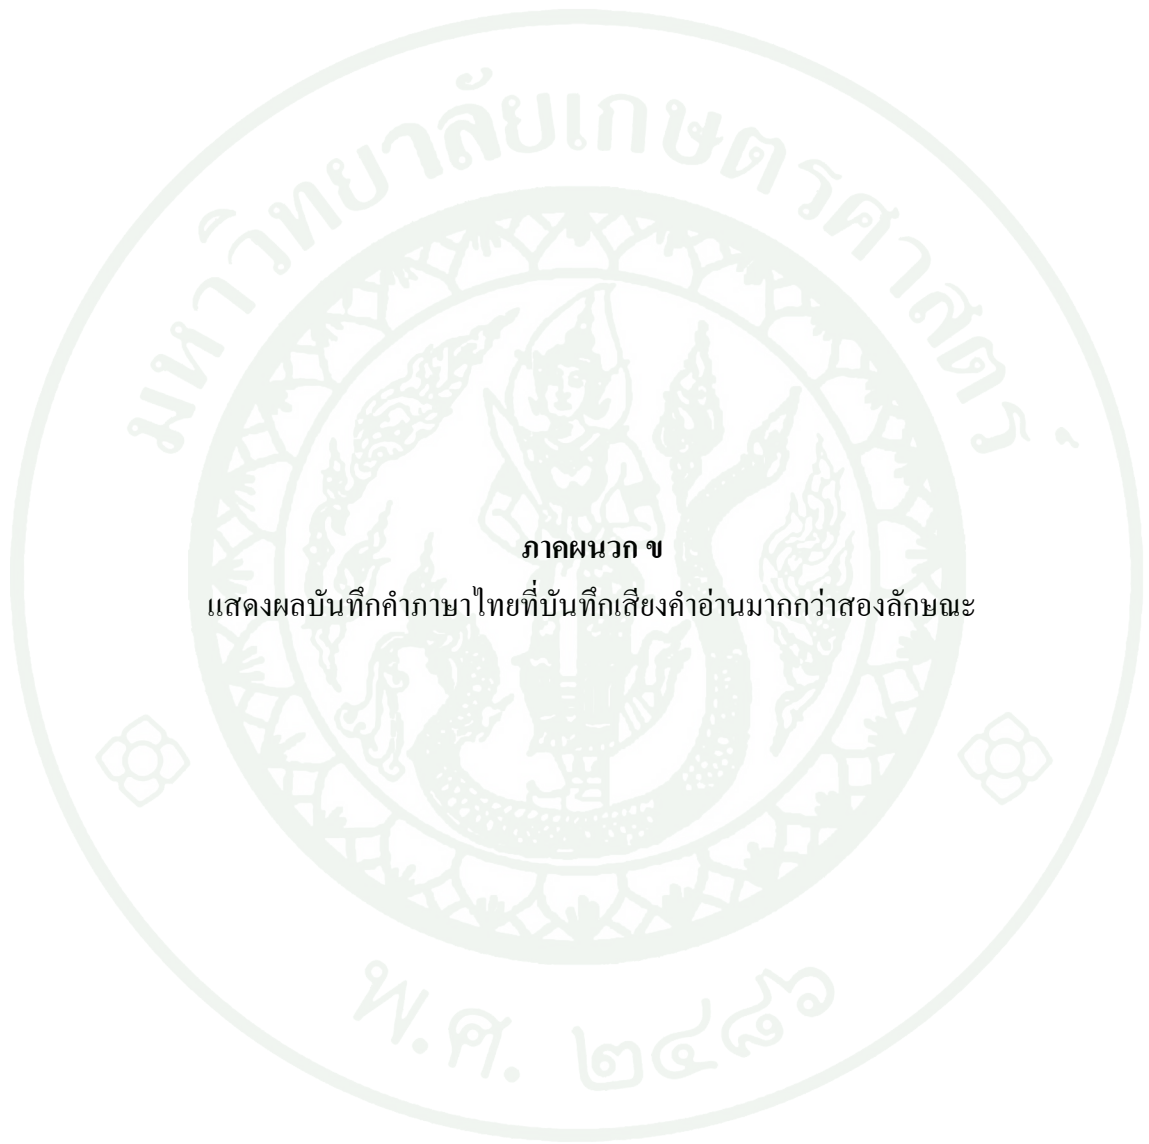 มหาวิทยาลัยเกษตรศาสตร์
ภาคผนวก ข
แสดงผลบันทึกคำภาษาไทยที่บันทึกเสียงคำอ่านมากกว่าสองลักษณะ
พ.ศ. ๒๔๘๖